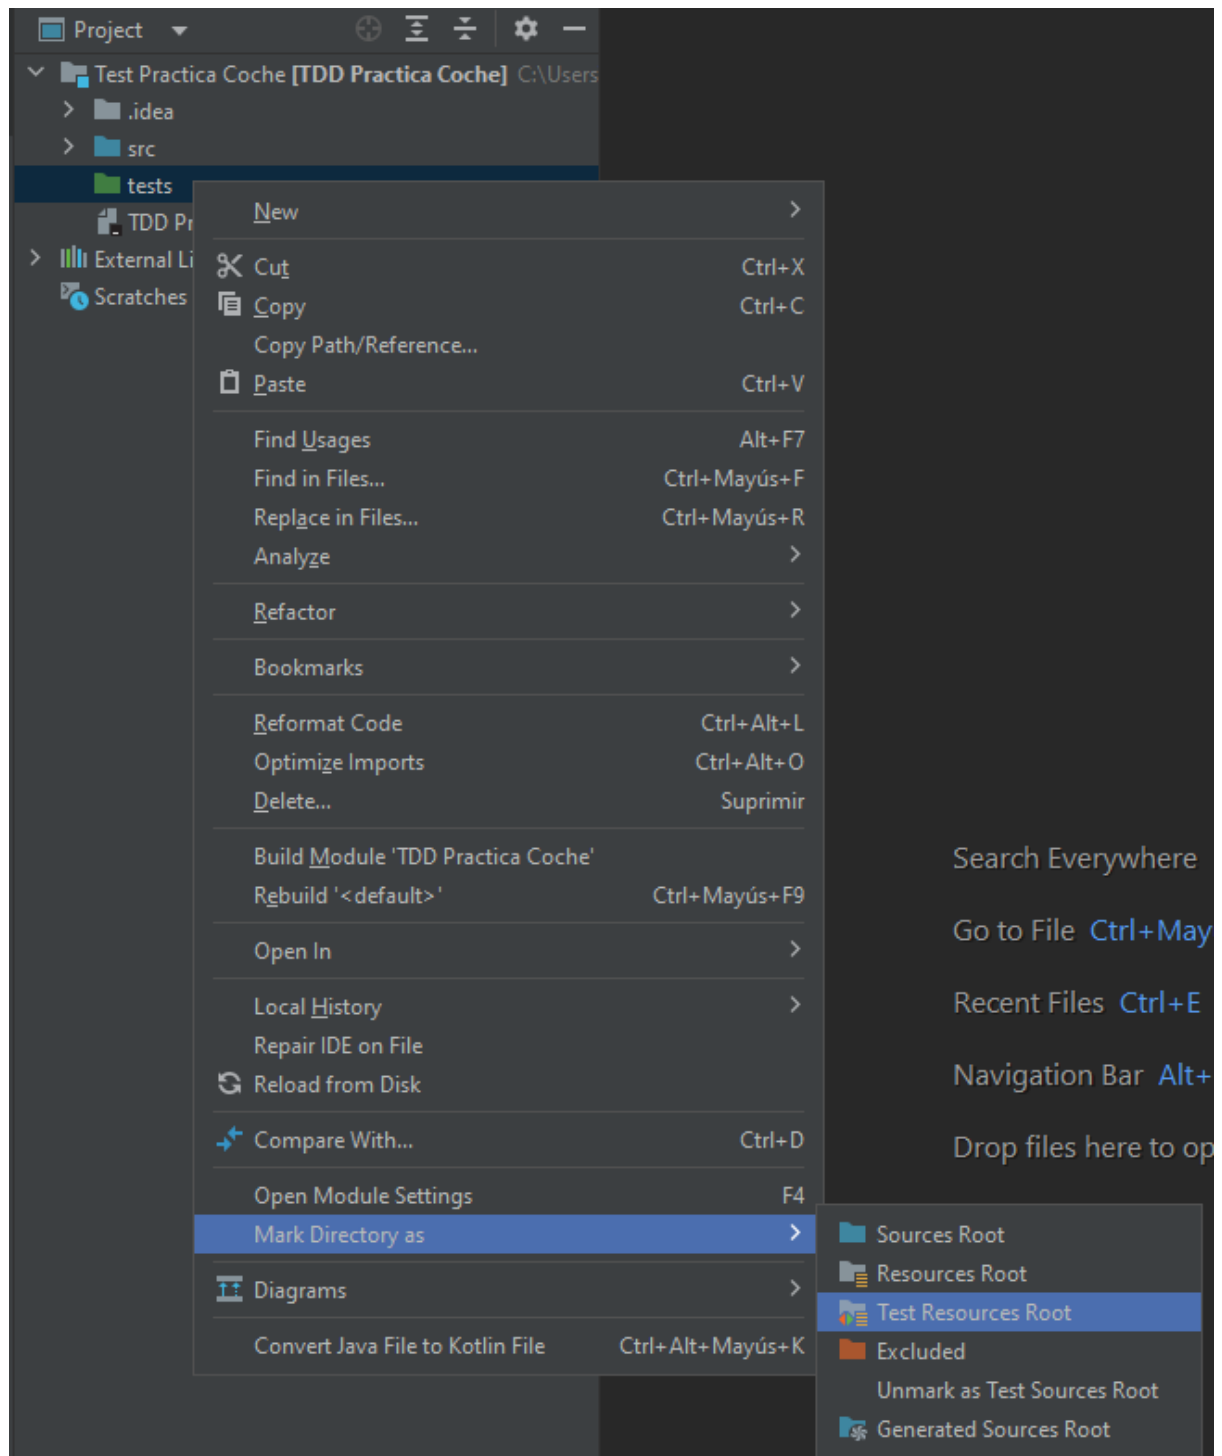 Project
Test Practica Coche [TDD Practica Coche] C:\Users
.idea
src
tests
TDD Pr
External Li
Scratches
New
Cut Ctrl+X
Copy Ctrl+C
Copy Path/Reference...
Paste Ctrl+V
Find Usages Alt+F7
Find in Files... Ctrl+Mayús+F
Replace in Files... Ctrl+Mayús+R
Analyze
Refactor
Bookmarks
Reformat Code Ctrl+Alt+L
Optimize Imports Ctrl+Alt+O
Delete... Suprimir
Build Module 'TDD Practica Coche'
Rebuild '<default>' Ctrl+Mayús+F9
Open In
Local History
Repair IDE on File
Reload from Disk
Compare With... Ctrl+D
Open Module Settings F4
Mark Directory as
Diagrams
Convert Java File to Kotlin File Ctrl+Alt+Mayús+K
Sources Root
Resources Root
Test Resources Root
Excluded
Unmark as Test Sources Root
Generated Sources Root
Search Everywhere
Go to File Ctrl+May
Recent Files Ctrl+E
Navigation Bar Alt+
Drop files here to op